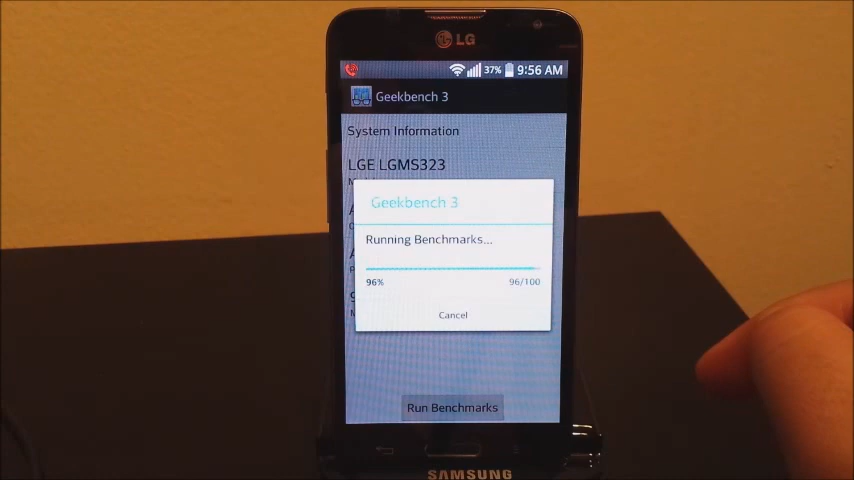 LG
37% 9:56 AM
Geekbench 3
System Information
LGE LGMS323
Geekbench 3
Running Benchmarks...
96% 96/100
Cancel
Run Benchmarks
SAMSUNG